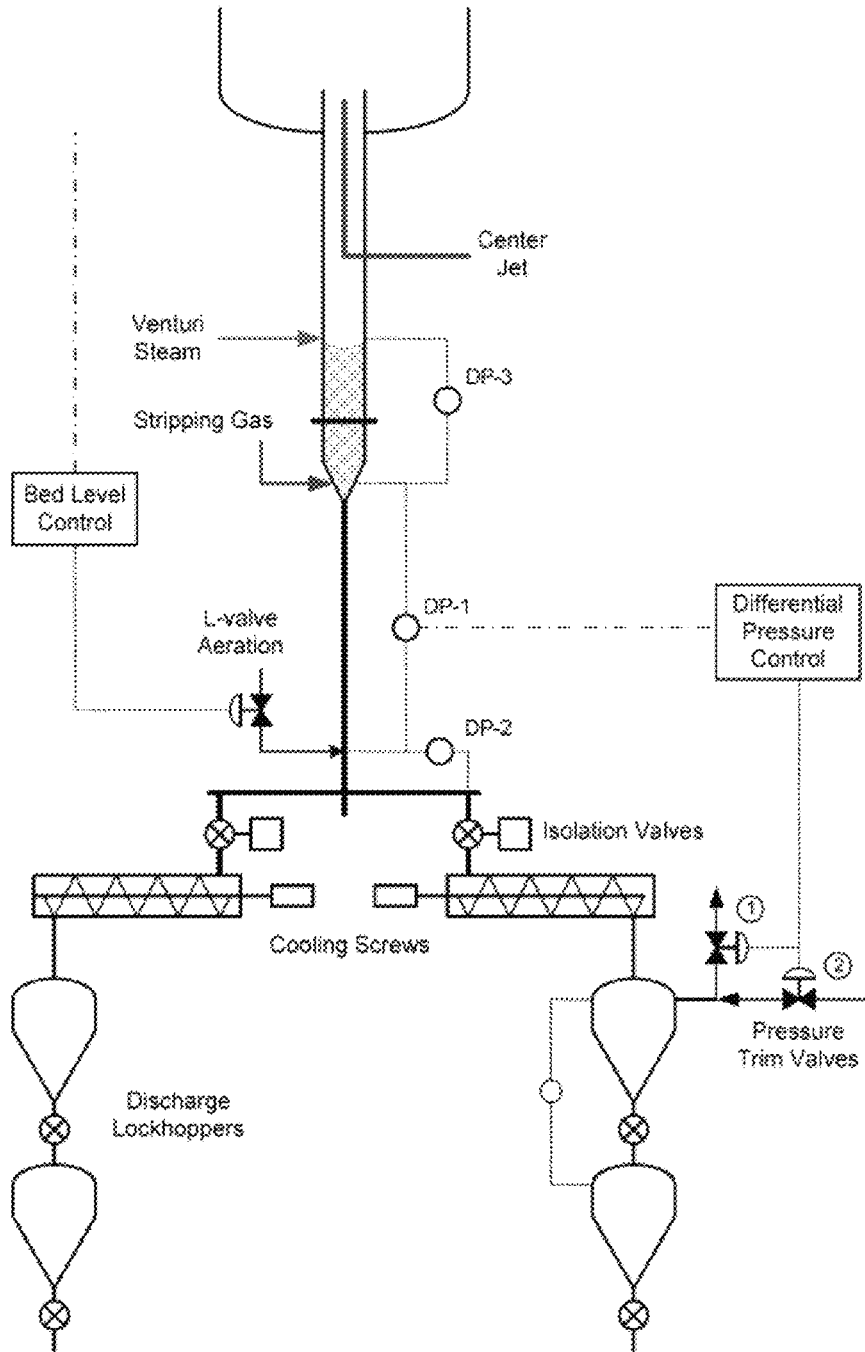 Center
Jet
Venturi
Steam
DP-3
Stripping Gas
Bed Level
Control
L-valve
Aeration
DP-1
Differential
Pressure
Control
DP-2
Isolation Valves
Cooling Screws
1
2
Pressure
Trim Valves
Discharge
Lockhoppers